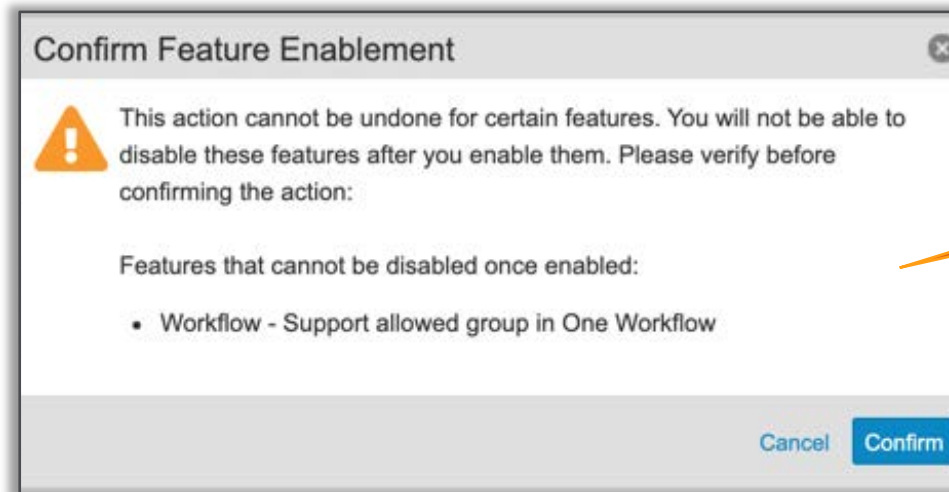 Confirm Feature Enablement
This action cannot be undone for certain features. You will not be able to
disable these features after you enable them. Please verify before
confirming the action:
Features that cannot be disabled once enabled:
• Workflow - Support allowed group in One Workflow
Cancel Confirm